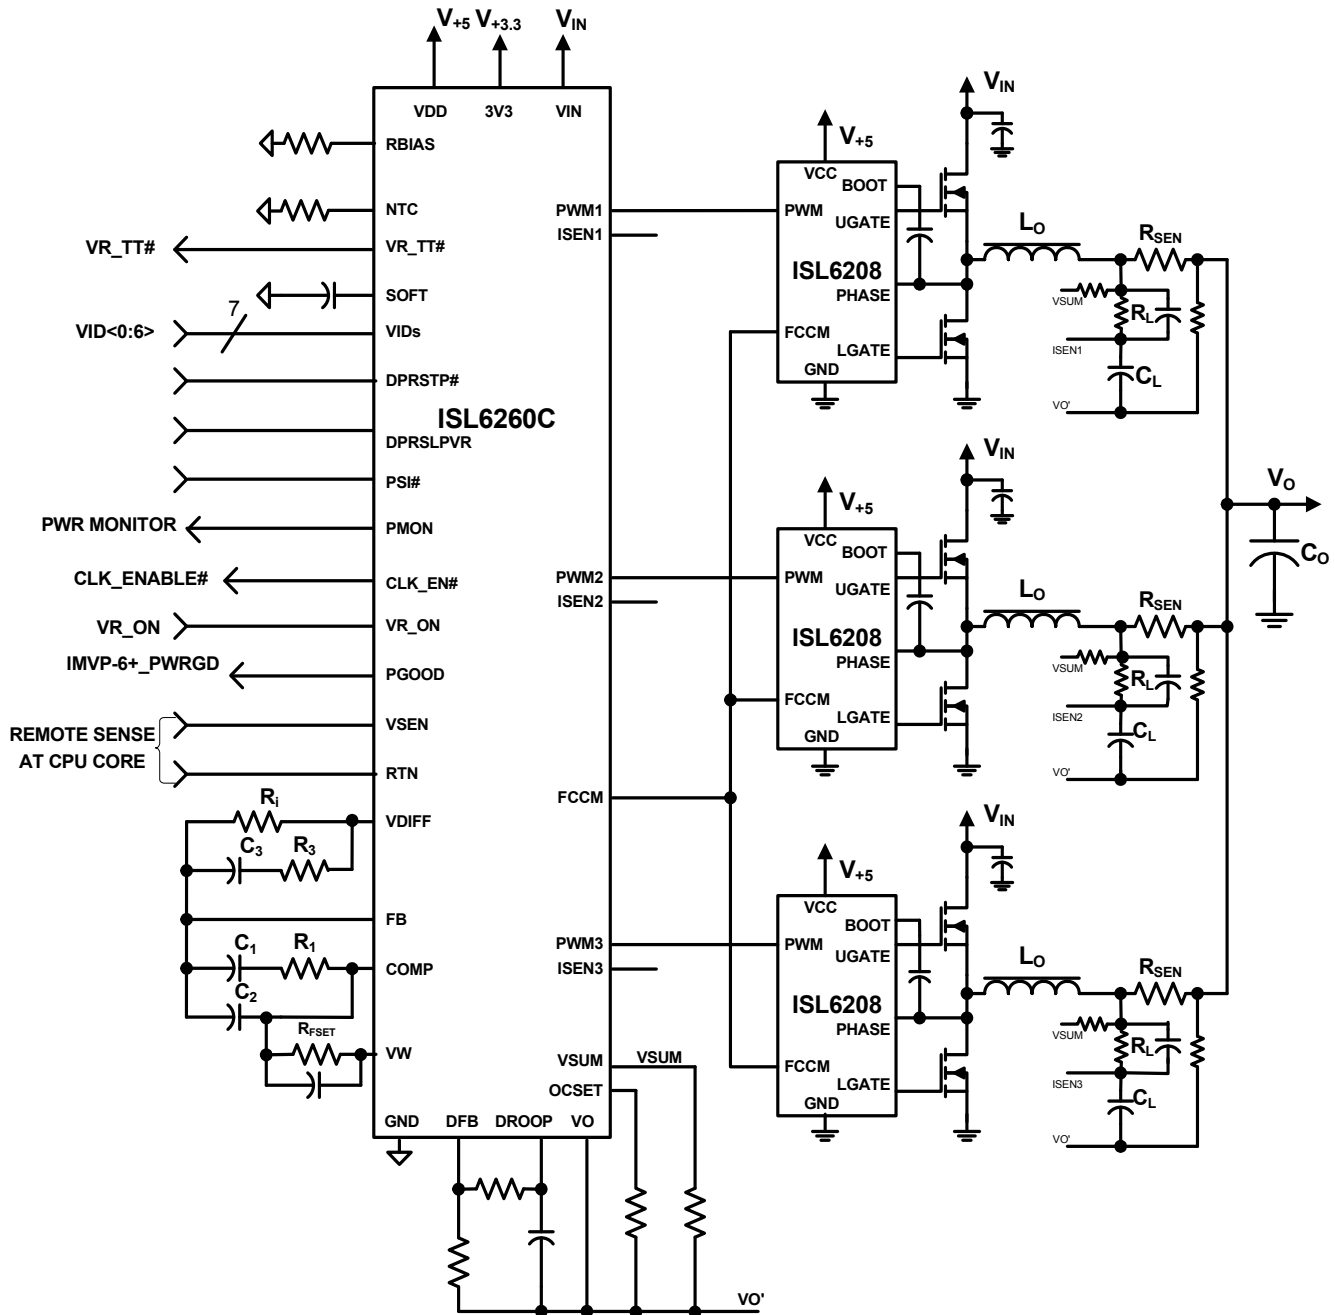 V+5 V+3.3 VIN
VDD 3V3 VIN
RBIAS
NTC
VR_TT# VR_TT#
SOFT
VID<0:6> 7 VIDs
DPRSTP#
ISL6260C
DPRSLPVR
PSI#
PWR MONITOR PMON
CLK_ENABLE# CLK_EN#
VR_ON VR_ON
IMVP-6+_PWRGD PGOOD
REMOTE SENSE
AT CPU CORE
VSEN
RTN
Ri VDIFF
C3 R3
FB
C1 R1 COMP
C2
RFSET VW
GND DFB DROOP VO
PWM1
ISEN1
PWM2
ISEN2
FCCM
PWM3
ISEN3
VSUM VSUM
OCSET
VO'
V+5 VIN
VCC BOOT
PWM UGATE
ISL6208
PHASE
FCCM LGATE
GND
LO RSEN
VSUM RL
ISEN1
CL
VO'
V+5 VIN
VCC BOOT
PWM UGATE
ISL6208
PHASE
FCCM LGATE
GND
LO RSEN
VSUM RL
ISEN2
CL
VO'
V+5 VIN
VCC BOOT
PWM UGATE
ISL6208
PHASE
FCCM LGATE
GND
LO RSEN
VSUM RL
ISEN3
CL
VO'
VO
CO